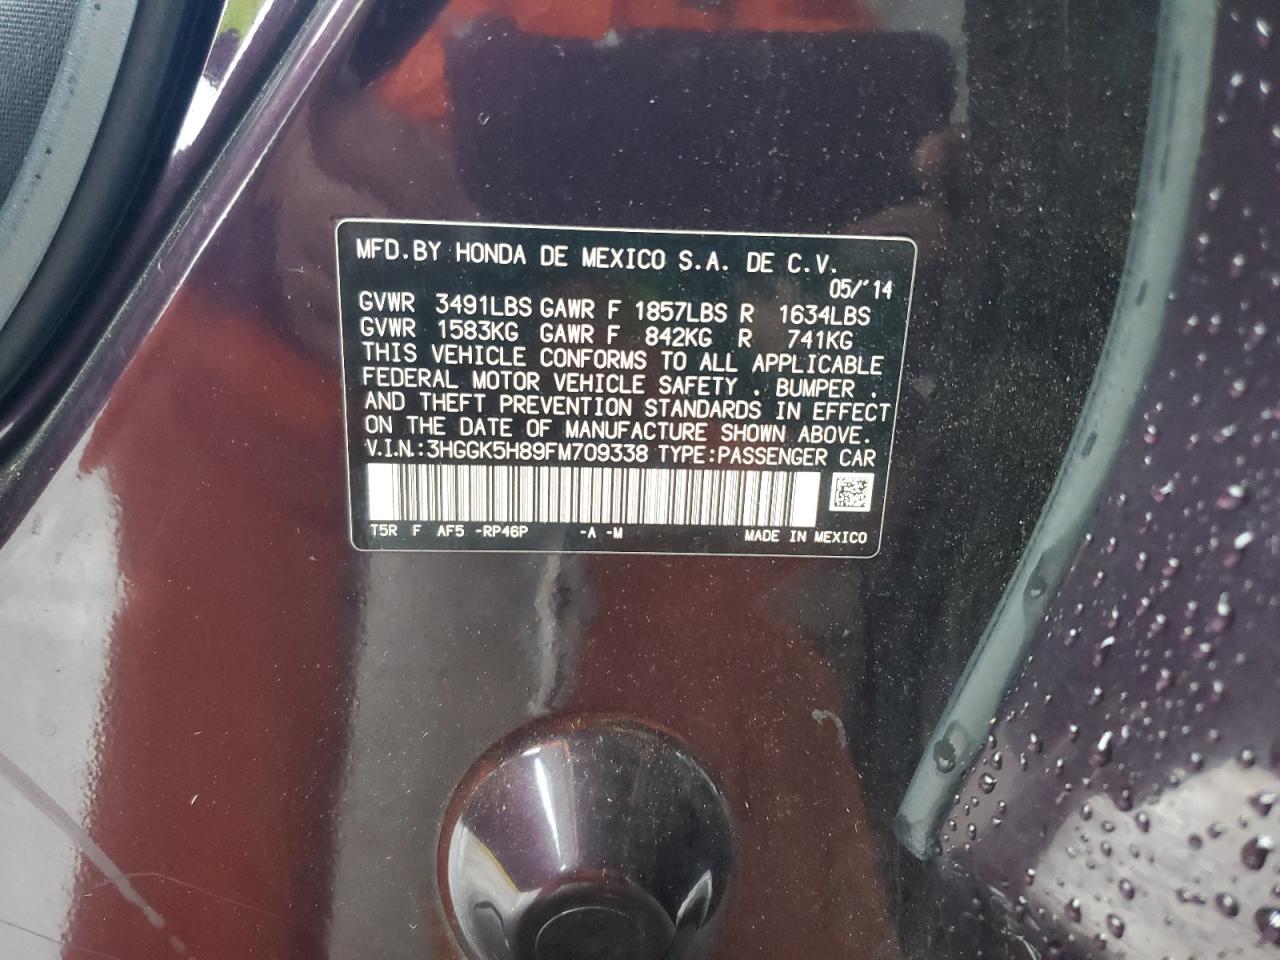 MFD.BY HONDA DE MEXICO S.A. DE C.V.
05/'14
GVWR 3491LBS GAWR F 1857LBS R 1634LBS
GVWR 1583KG GAWR F 842KG R 741KG
THIS VEHICLE CONFORMS TO ALL APPLICABLE
FEDERAL MOTOR VEHICLE SAFETY . BUMPER .
AND THEFT PREVENTION STANDARDS IN EFFECT
ON THE DATE OF MANUFACTURE SHOWN ABOVE.
V.I.N.:3HGGK5H89FM709338 TYPE:PASSENGER CAR
T5R F AF5 -RP46P -A -M MADE IN MEXICO